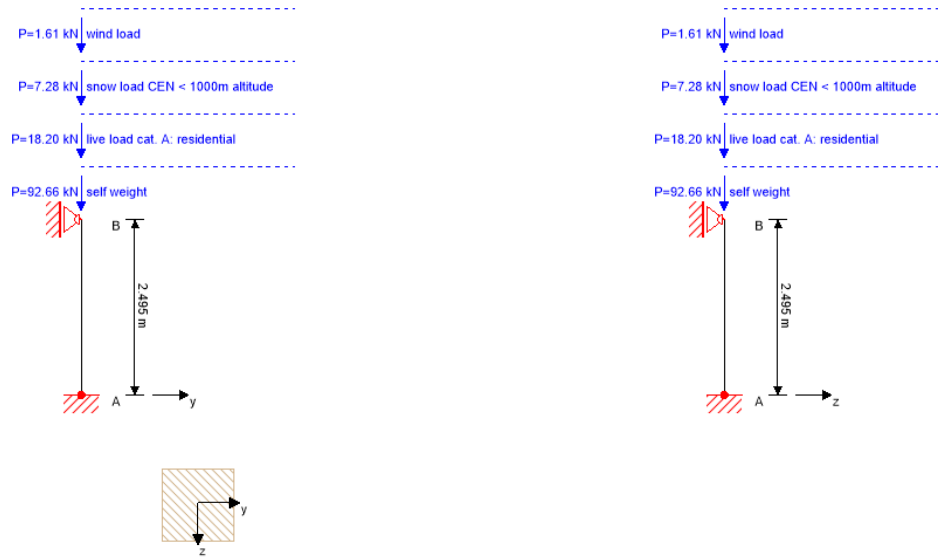 P=1.61 kN wind load
P=7.28 kN snow load CEN < 1000m altitude
P=18.20 kN live load cat. A: residential
P=92.66 kN self weight
B
2.495 m
A
y
y
z
P=1.61 kN wind load
P=7.28 kN snow load CEN < 1000m altitude
P=18.20 kN live load cat. A: residential
P=92.66 kN self weight
B
2.495 m
A
z